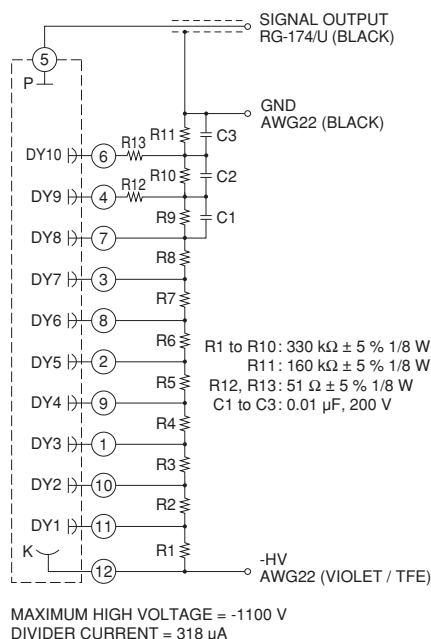 SIGNAL OUTPUT
RG-174/U (BLACK)
5
P
GND
AWG22 (BLACK)
R11
C3
R13
DY10
6
R10
C2
R12
DY9
4
R9
C1
DY8
7
R8
DY7
3
R7
DY6
8
R6
R1 to R10: 330 kΩ ± 5 % 1/8 W
R11: 160 kΩ ± 5 % 1/8 W
R12, R13: 51 Ω ± 5 % 1/8 W
C1 to C3: 0.01 µF, 200 V
DY5
2
R5
DY4
9
R4
DY3
1
R3
DY2
10
R2
DY1
11
R1
K
12
-HV
AWG22 (VIOLET / TFE)
MAXIMUM HIGH VOLTAGE = -1100 V
DIVIDER CURRENT = 318 µA